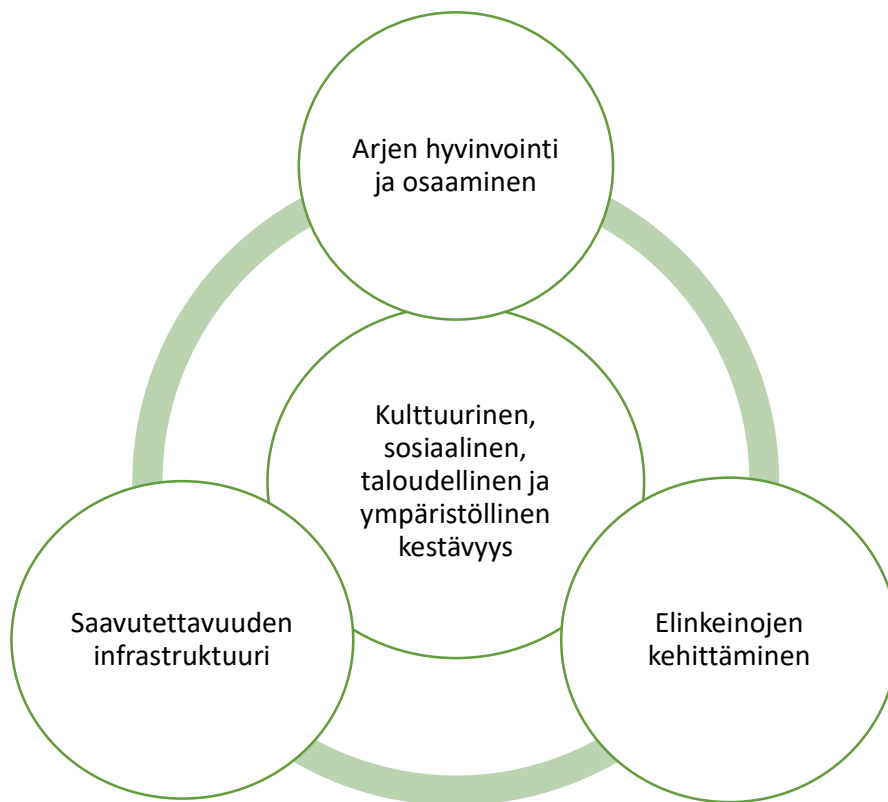 Arjen hyvinvointi
ja osaaminen
Kulttuurinen,
sosiaalinen,
taloudellinen ja
ympäristöllinen
kestävyys
Saavutettavuuden
infrastruktuuri
Elinkeinojen
kehittäminen